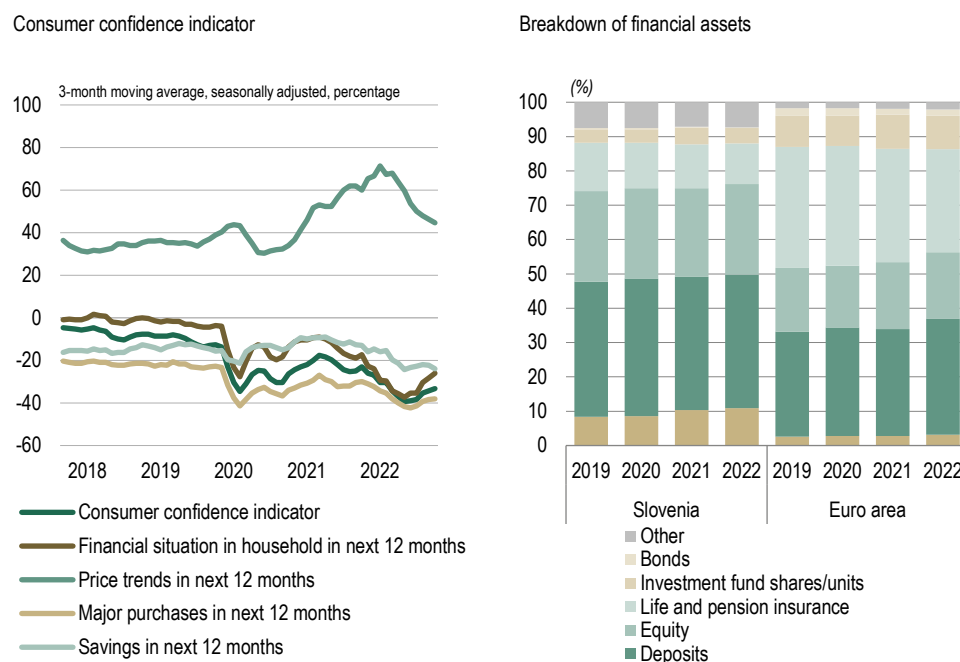 Consumer confidence indicator
3-month moving average, seasonally adjusted, percentage
100
80
60
40
20
0
-20
-40
-60
2018 2019 2020 2021 2022
Consumer confidence indicator
Financial situation in household in next 12 months
Price trends in next 12 months
Major purchases in next 12 months
Savings in next 12 months
Breakdown of financial assets
(%)
100
90
80
70
60
50
40
30
20
10
0
2019 2020 2021 2022 2019 2020 2021 2022
Slovenia Euro area
Other
Bonds
Investment fund shares/units
Life and pension insurance
Equity
Deposits